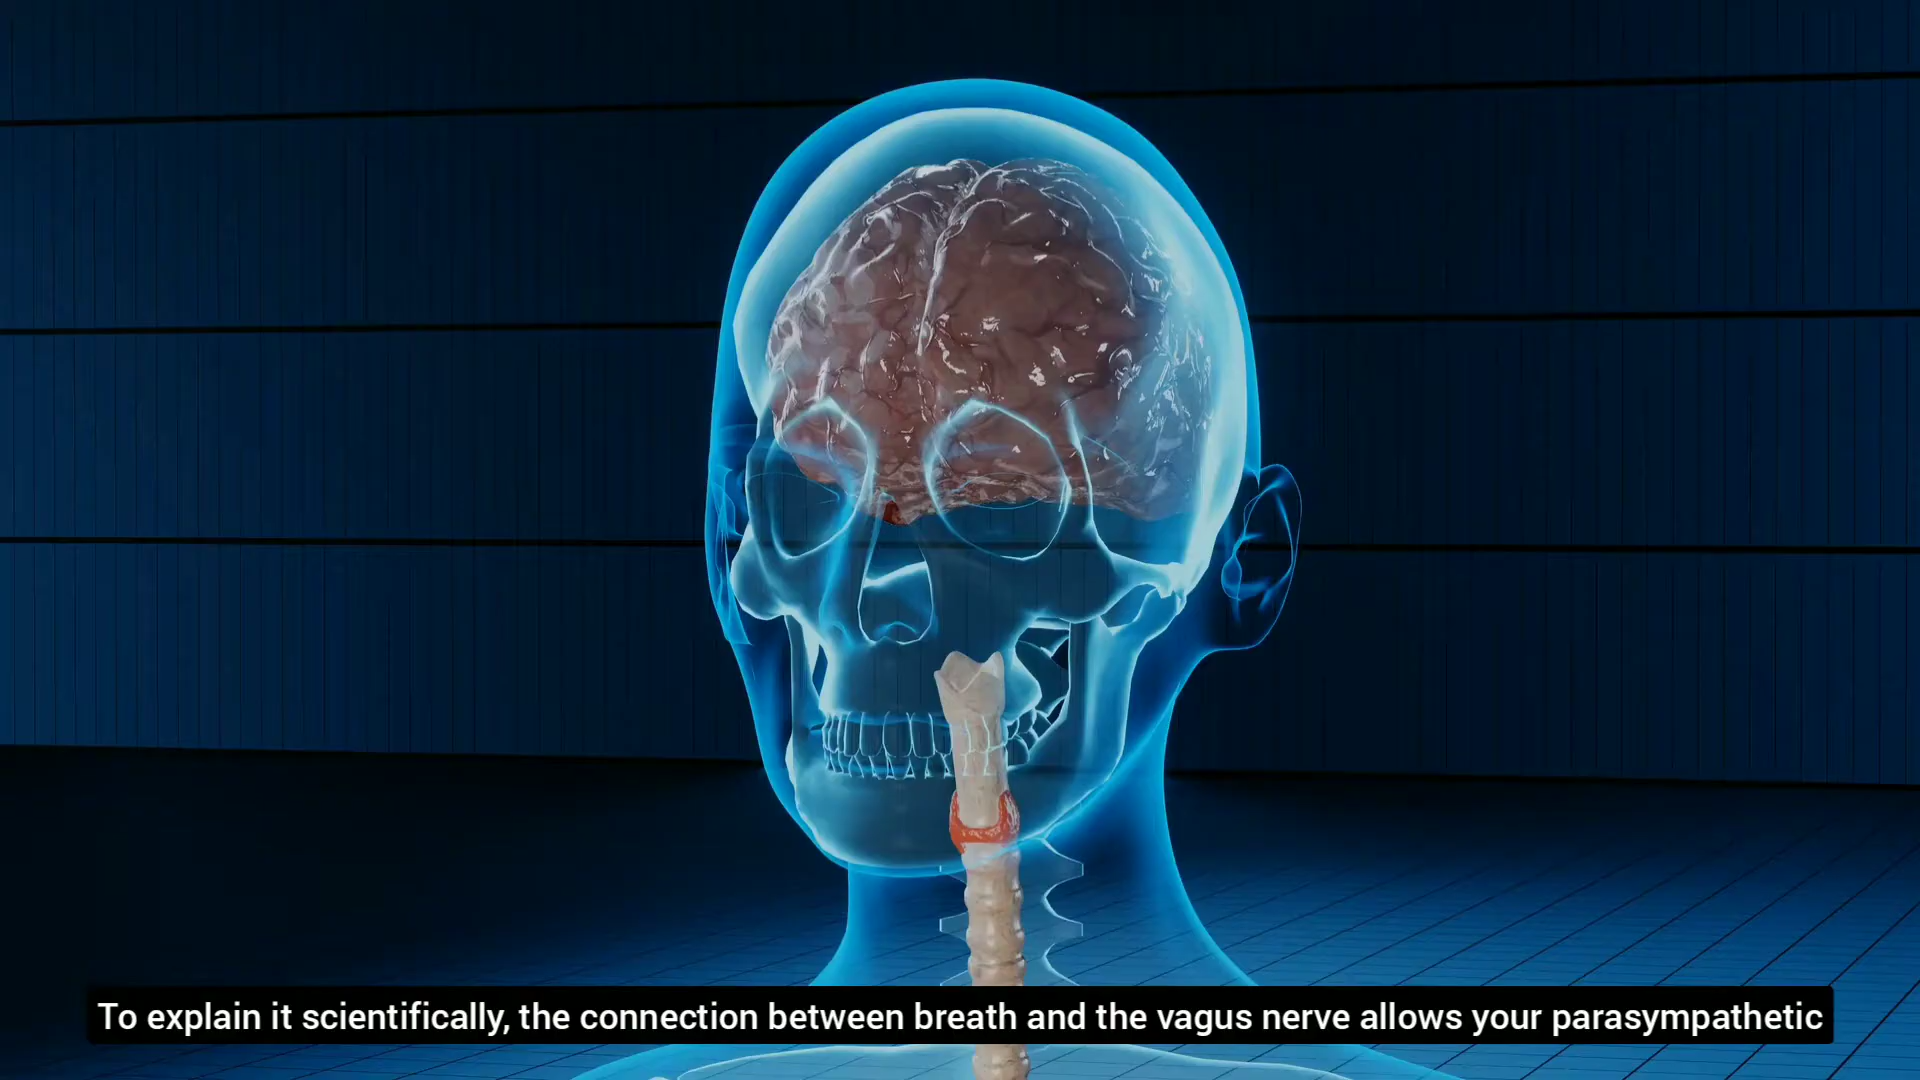 To explain it scientifically, the connection between breath and the vagus nerve allows your parasympathetic